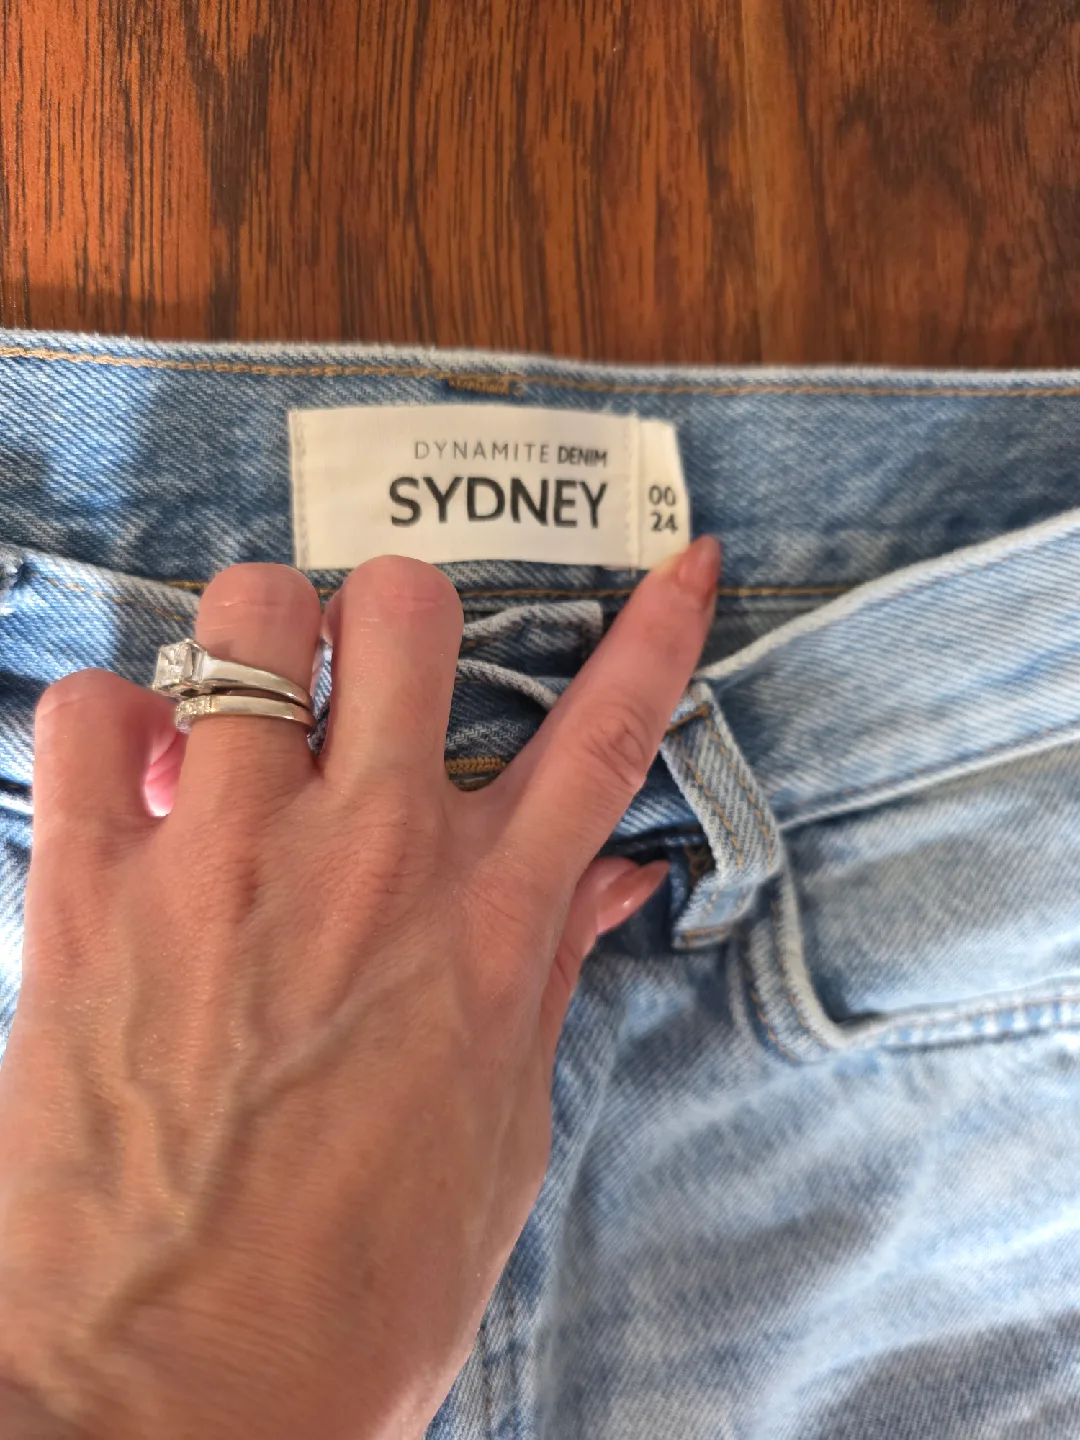 DYNAMITE DENIM
SYDNEY
00
24